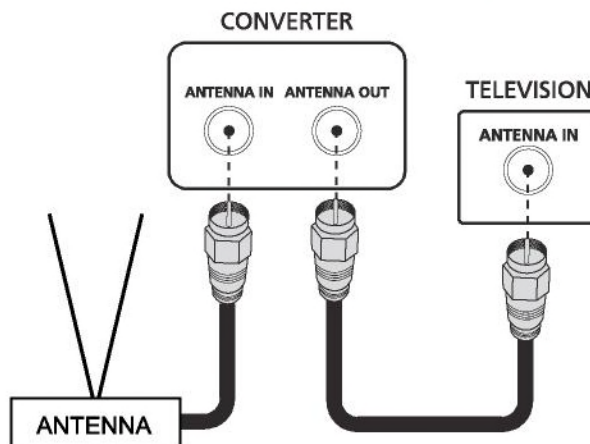 CONVERTER
ANTENNA IN ANTENNA OUT
TELEVISION
ANTENNA IN
ANTENNA